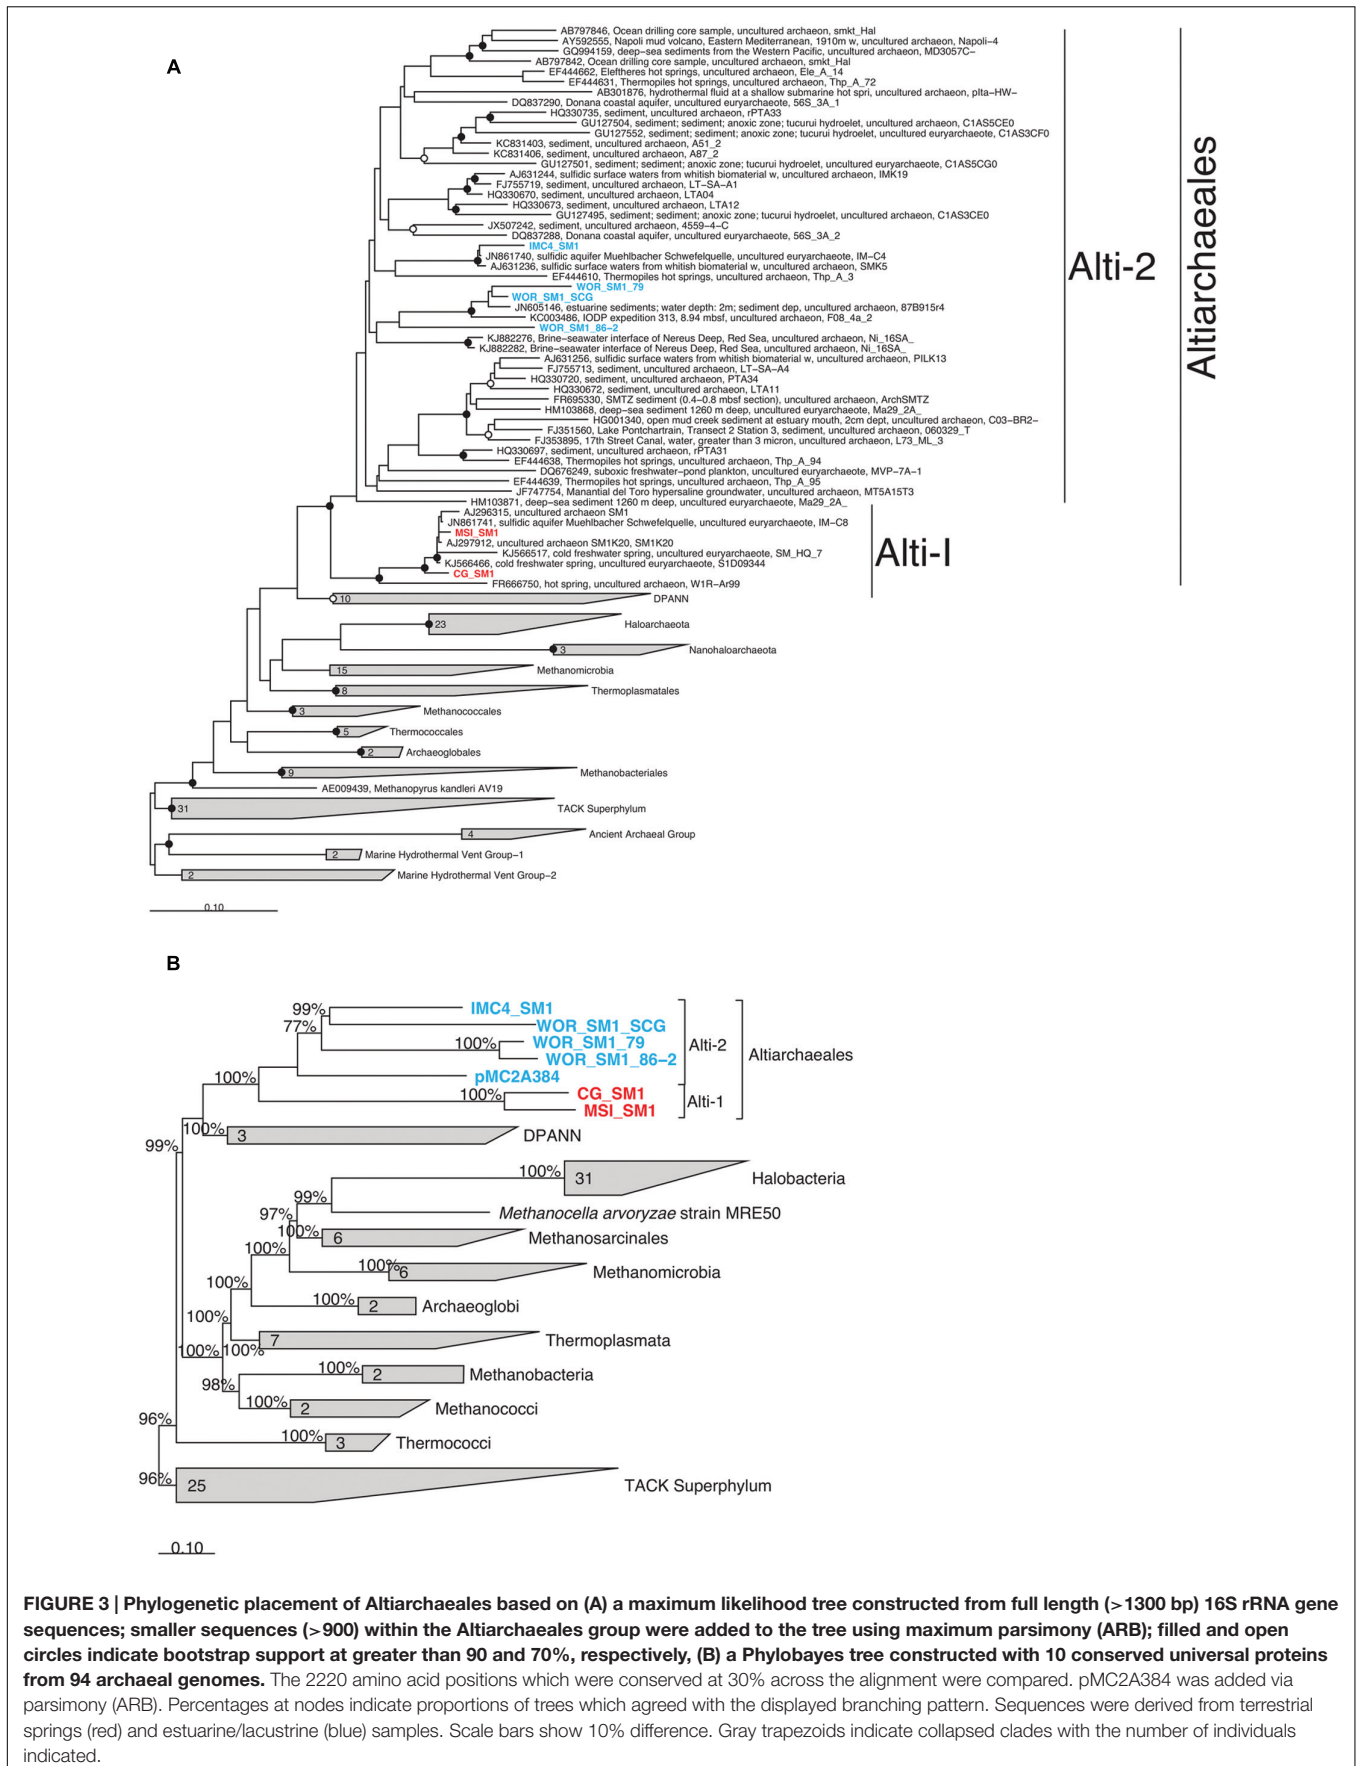 A
AB797846, Ocean drilling core sample, uncultured archaeon, smkt_Hal
AY592555, Napoli mud volcano, Eastern Mediterranean, 1910m w, uncultured archaeon, Napoli−4
GQ994159, deep−sea sediments from the Western Pacific, uncultured archaeon, MD3057C−
AB797842, Ocean drilling core sample, uncultured archaeon, smkt_Hal
EF444662, Eleftheres hot springs, uncultured archaeon, Ele_A_14
EF444631, Thermopiles hot springs, uncultured archaeon, Thp_A_72
AB301876, hydrothermal fluid at a shallow submarine hot spri, uncultured archaeon, pIta−HW−
DQ837290, Donana coastal aquifer, uncultured euryarchaeote, 56S_3A_1
HQ330735, sediment, uncultured archaeon, rPTA33
GU127504, sediment; sediment; anoxic zone; tucurui hydroelet, uncultured archaeon, C1AS5CE0
GU127552, sediment; sediment; anoxic zone; tucurui hydroelet, uncultured euryarchaeote, C1AS3CF0
KC831403, sediment, uncultured archaeon, A51_2
KC831406, sediment, uncultured archaeon, A87_2
GU127501, sediment; sediment; anoxic zone; tucurui hydroelet, uncultured euryarchaeote, C1AS5CG0
AJ631244, sulfidic surface waters from whitish biomaterial w, uncultured archaeon, IMK19
FJ755719, sediment, uncultured archaeon, LT−SA−A1
HQ330670, sediment, uncultured archaeon, LTA04
HQ330673, sediment, uncultured archaeon, LTA12
GU127495, sediment; sediment; anoxic zone; tucurui hydroelet, uncultured archaeon, C1AS3CE0
JX507242, sediment, uncultured archaeon, 4559−4−C
DQ837288, Donana coastal aquifer, uncultured euryarchaeote, 56S_3A_2
IMC4_SM1
JN861740, sulfidic aquifer Muehlbacher Schwefelquelle, uncultured euryarchaeote, IM−C4
AJ631236, sulfidic surface waters from whitish biomaterial w, uncultured archaeon, SMK5
EF444610, Thermopiles hot springs, uncultured archaeon, Thp_A_3
WOR_SM1_79
WOR_SM1_SCG
JN605146, estuarine sediments; water depth: 2m; sediment dep, uncultured archaeon, 87B915r4
KC003486, IODP expedition 313, 8.94 mbsf, uncultured archaeon, F08_4a_2
WOR_SM1_86−2
KJ882276, Brine−seawater interface of Nereus Deep, Red Sea, uncultured archaeon, Ni_16SA_
KJ882282, Brine−seawater interface of Nereus Deep, Red Sea, uncultured archaeon, Ni_16SA_
AJ631256, sulfidic surface waters from whitish biomaterial w, uncultured archaeon, PILK13
FJ755713, sediment, uncultured archaeon, LT−SA−A4
HQ330720, sediment, uncultured archaeon, PTA34
HQ330672, sediment, uncultured archaeon, LTA11
FR695330, SMTZ sediment (0.4−0.8 mbsf section), uncultured archaeon, ArchSMTZ
HM103868, deep−sea sediment 1260 m deep, uncultured euryarchaeote, Ma29_2A_
HG001340, open mud creek sediment at estuary mouth, 2cm dept, uncultured archaeon, C03−BR2−
FJ351560, Lake Pontchartrain, Transect 2 Station 3, sediment, uncultured archaeon, 060329_T
FJ353895, 17th Street Canal, water, greater than 3 micron, uncultured archaeon, L73_ML_3
HQ330697, sediment, uncultured archaeon, rPTA31
EF444638, Thermopiles hot springs, uncultured archaeon, Thp_A_94
DQ676249, suboxic freshwater−pond plankton, uncultured euryarchaeote, MVP−7A−1
EF444639, Thermopiles hot springs, uncultured archaeon, Thp_A_95
JF747754, Manantial del Toro hypersaline groundwater, uncultured archaeon, MT5A15T3
HM103871, deep−sea sediment 1260 m deep, uncultured euryarchaeote, Ma29_2A_
AJ296315, uncultured archaeon SM1
JN861741, sulfidic aquifer Muehlbacher Schwefelquelle, uncultured euryarchaeote, IM−C8
MSI_SM1
AJ297912, uncultured archaeon SM1K20, SM1K20
KJ566517, cold freshwater spring, uncultured euryarchaeote, SM_HQ_7
KJ566466, cold freshwater spring, uncultured euryarchaeote, S1D09344
CG_SM1
FR666750, hot spring, uncultured archaeon, W1R−Ar99
Alti-2
Alti-I
Altiarchaeales
10 DPANN
23 Haloarchaeota
3 Nanohaloarchaeota
15 Methanomicrobia
8 Thermoplasmatales
3 Methanococcales
5 Thermococcales
2 Archaeoglobales
9 Methanobacteriales
AE009439, Methanopyrus kandleri AV19
31 TACK Superphylum
4 Ancient Archaeal Group
2 Marine Hydrothermal Vent Group−1
2 Marine Hydrothermal Vent Group−2
0.10
B
99% IMC4_SM1
WOR_SM1_SCG
77%
100% WOR_SM1_79
WOR_SM1_86−2
Alti-2
Altiarchaeales
100% pMC2A384
100% CG_SM1
MSI_SM1
Alti-1
100% 3 DPANN
99%
100% 31 Halobacteria
99%
Methanocella arvoryzae strain MRE50
97%
100% 6 Methanosarcinales
100%
100% 6 Methanomicrobia
100%
100% 2 Archaeoglobi
100%
100% 100% 7 Thermoplasmata
100% 2 Methanobacteria
98%
100% 2 Methanococci
96%
100% 3 Thermococci
96% 25 TACK Superphylum
0.10
FIGURE 3 | Phylogenetic placement of Altiarchaeales based on (A) a maximum likelihood tree constructed from full length (>1300 bp) 16S rRNA gene
sequences; smaller sequences (>900) within the Altiarchaeales group were added to the tree using maximum parsimony (ARB); filled and open
circles indicate bootstrap support at greater than 90 and 70%, respectively, (B) a Phylobayes tree constructed with 10 conserved universal proteins
from 94 archaeal genomes. The 2220 amino acid positions which were conserved at 30% across the alignment were compared. pMC2A384 was added via
parsimony (ARB). Percentages at nodes indicate proportions of trees which agreed with the displayed branching pattern. Sequences were derived from terrestrial
springs (red) and estuarine/lacustrine (blue) samples. Scale bars show 10% difference. Gray trapezoids indicate collapsed clades with the number of individuals
indicated.